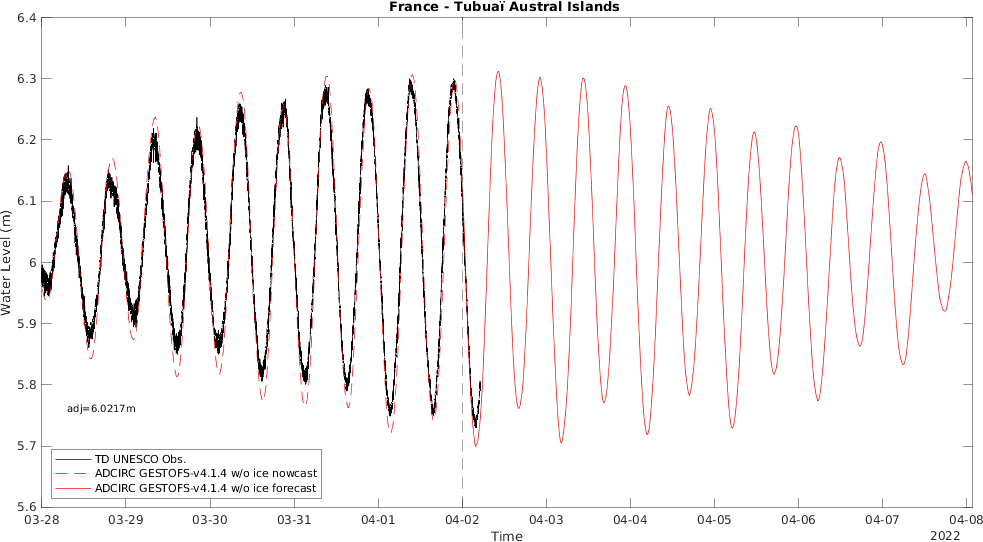 France - Tubuaï Austral Islands
6.4
6.3
6.2
6.1
6
5.9
5.8
5.7
5.6
Water Level (m)
adj=6.0217m
TD UNESCO Obs.
ADCIRC GESTOFS-v4.1.4 w/o ice nowcast
ADCIRC GESTOFS-v4.1.4 w/o ice forecast
03-28 03-29 03-30 03-31 04-01 04-02 04-03 04-04 04-05 04-06 04-07 04-08
Time
2022